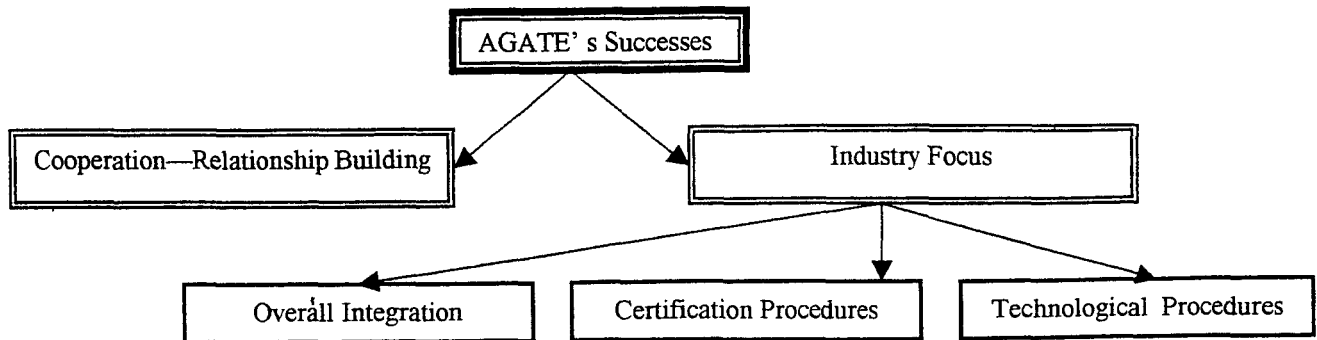 AGATE' s Successes
Cooperation—Relationship Building
Industry Focus
Overall Integration
Certification Procedures
Technological Procedures